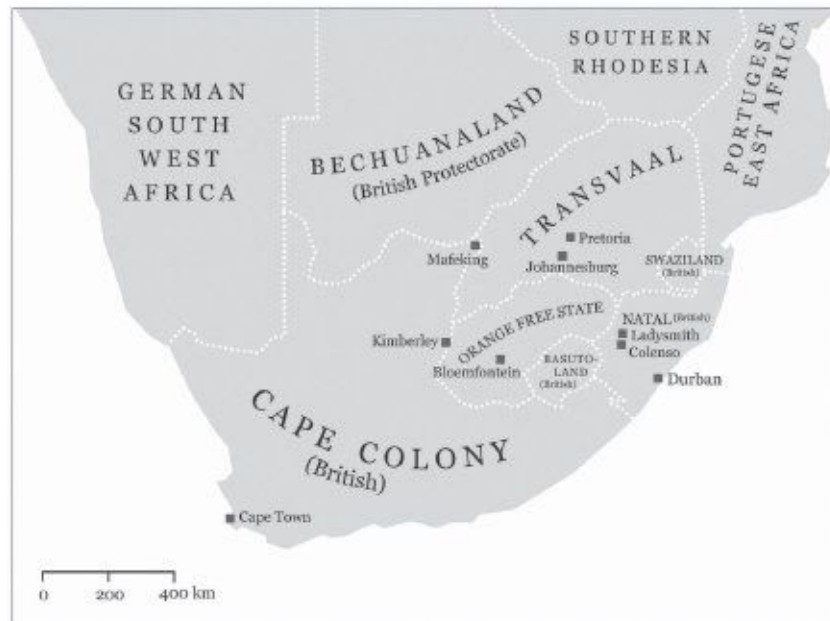 SOUTHERN
RHODESIA
PORTUGESE
EAST AFRICA
GERMAN
SOUTH
WEST
AFRICA
BECHUANALAND
(British Protectorate)
TRANSVAAL
Pretoria
Mafeking
Johannesburg
SWAZILAND
(British)
ORANGE FREE STATE
NATAL (British)
Ladysmith
Colenso
Kimberley
Bloemfontein
BASUTO-
LAND
(British)
Durban
CAPE COLONY
(British)
Cape Town
0 200 400 km